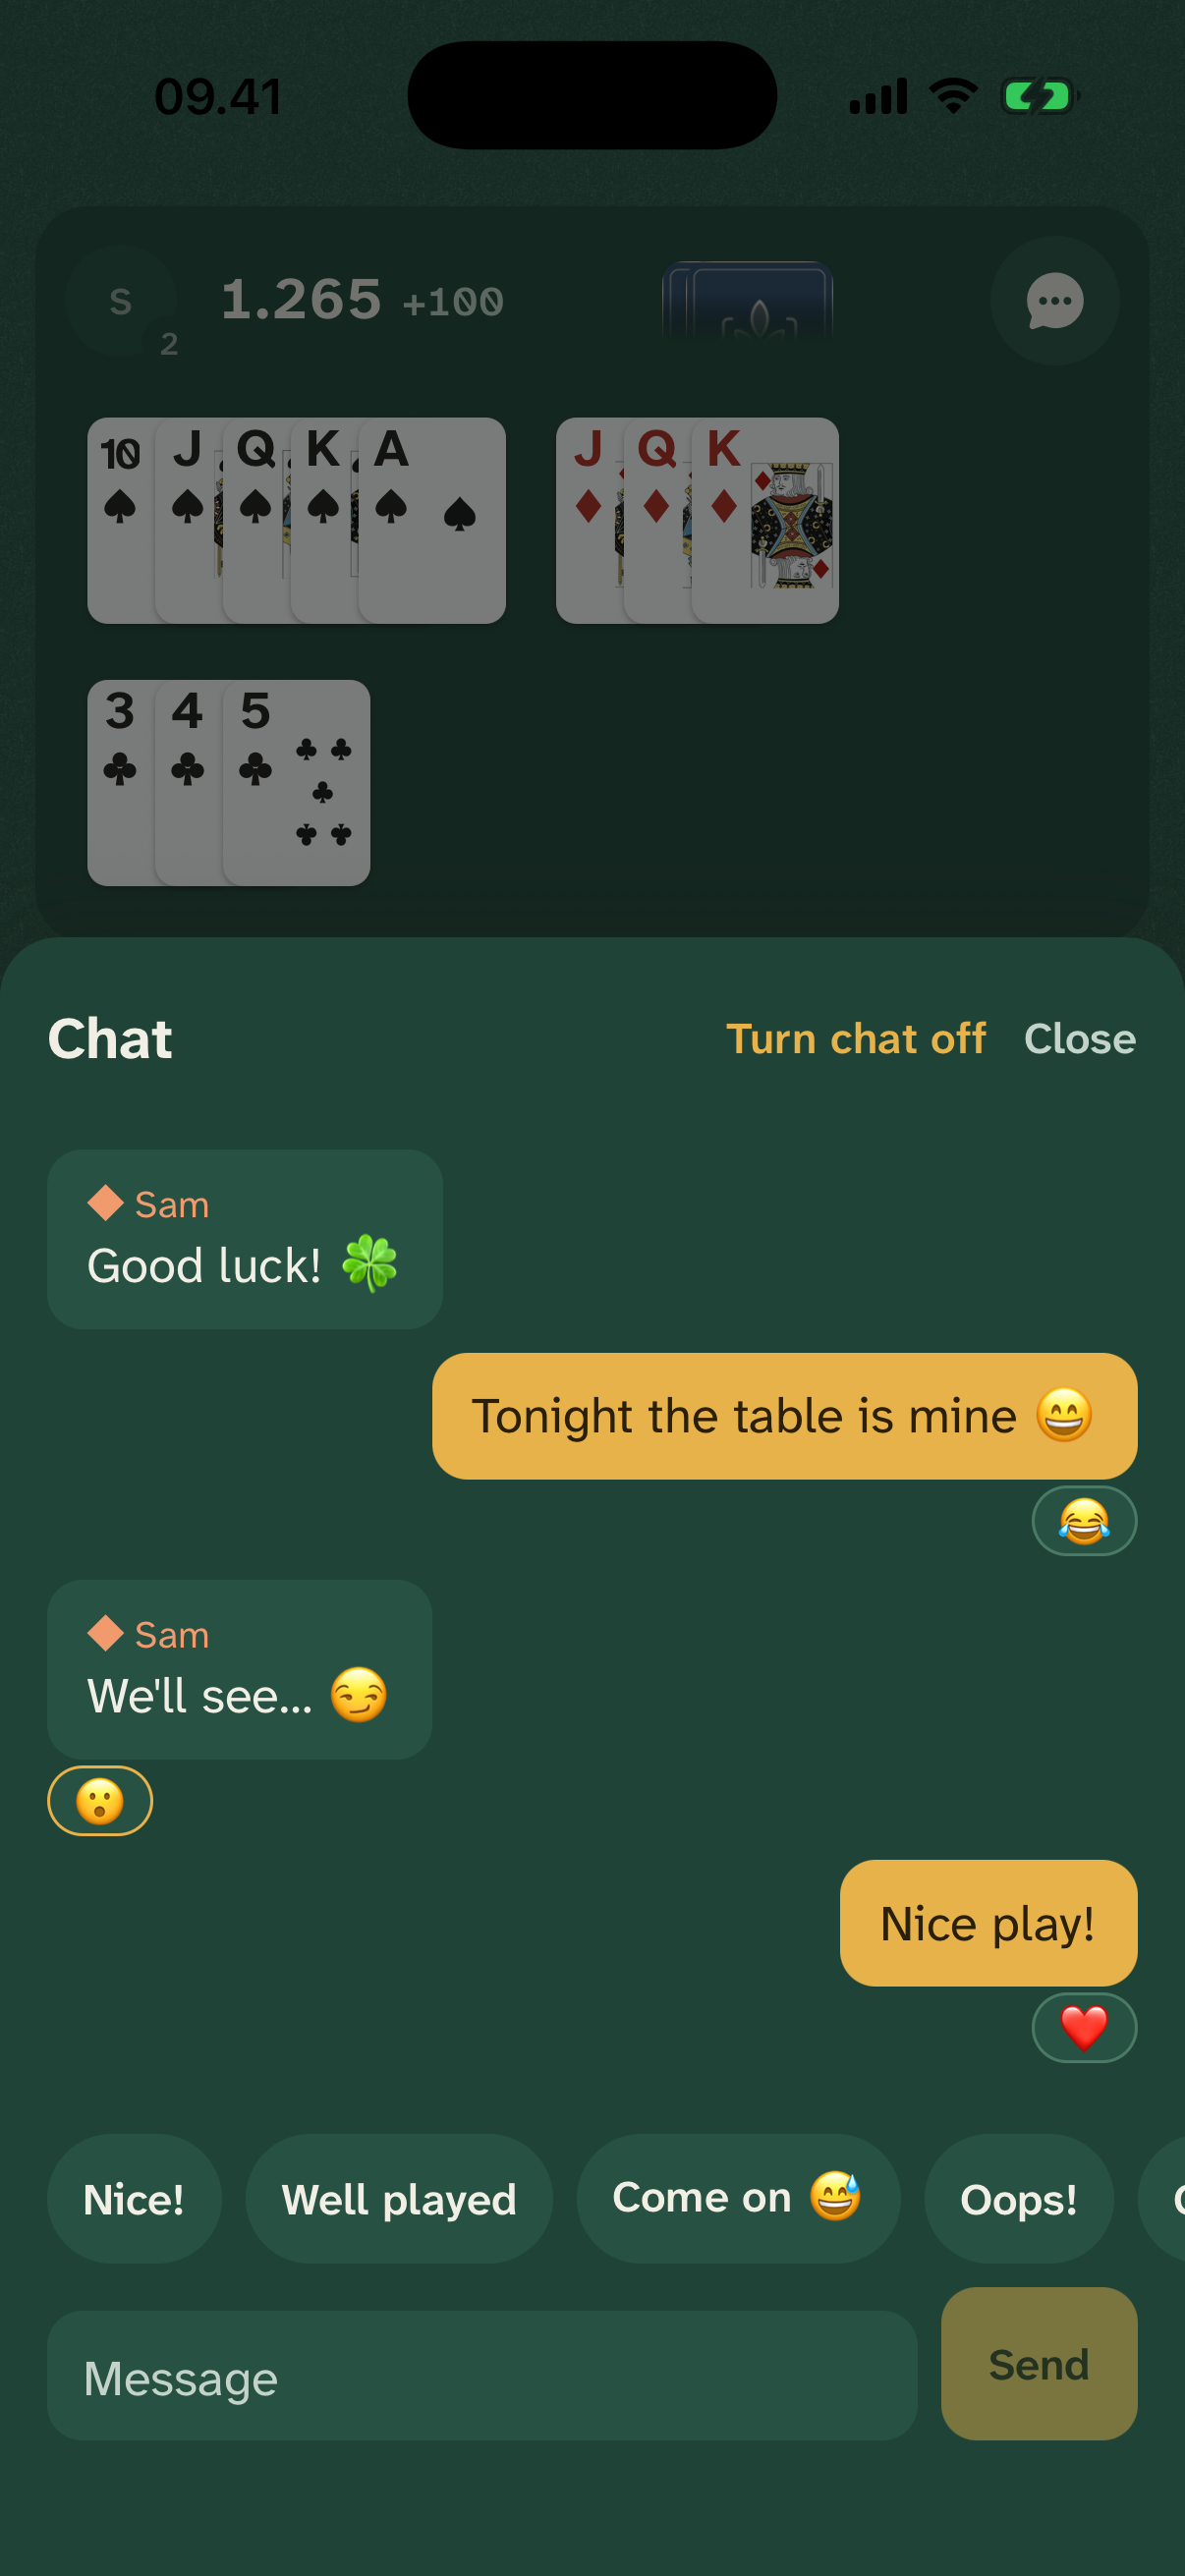 09.41
S
2
1.265 +100
10 J Q K A
J Q K
3 4 5
Chat
Turn chat off Close
Sam
Good luck! 🍀
Tonight the table is mine 😄
😂
Sam
We'll see... 😏
😮
Nice play!
❤️
Nice! Well played Come on 😅 Oops!
Message
Send